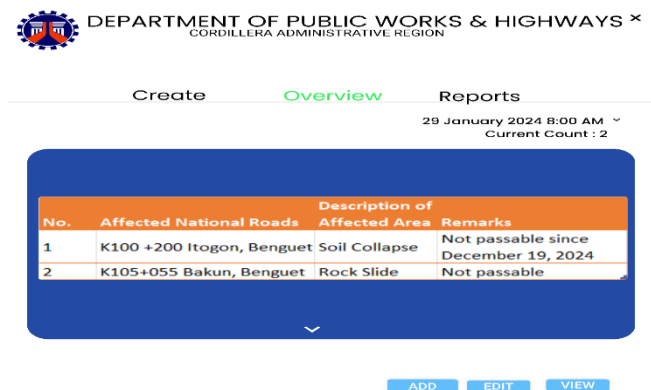 DEPARTMENT OF PUBLIC WORKS & HIGHWAYS ×
CORDILLERA ADMINISTRATIVE REGION
Create Overview Reports
29 January 2024 8:00 AM
Current Count : 2
No. Affected National Roads Description of Affected Area Remarks
1 K100 +200 Itogon, Benguet Soil Collapse Not passable since December 19, 2024
2 K105+055 Bakun, Benguet Rock Slide Not passable
ADD EDIT VIEW